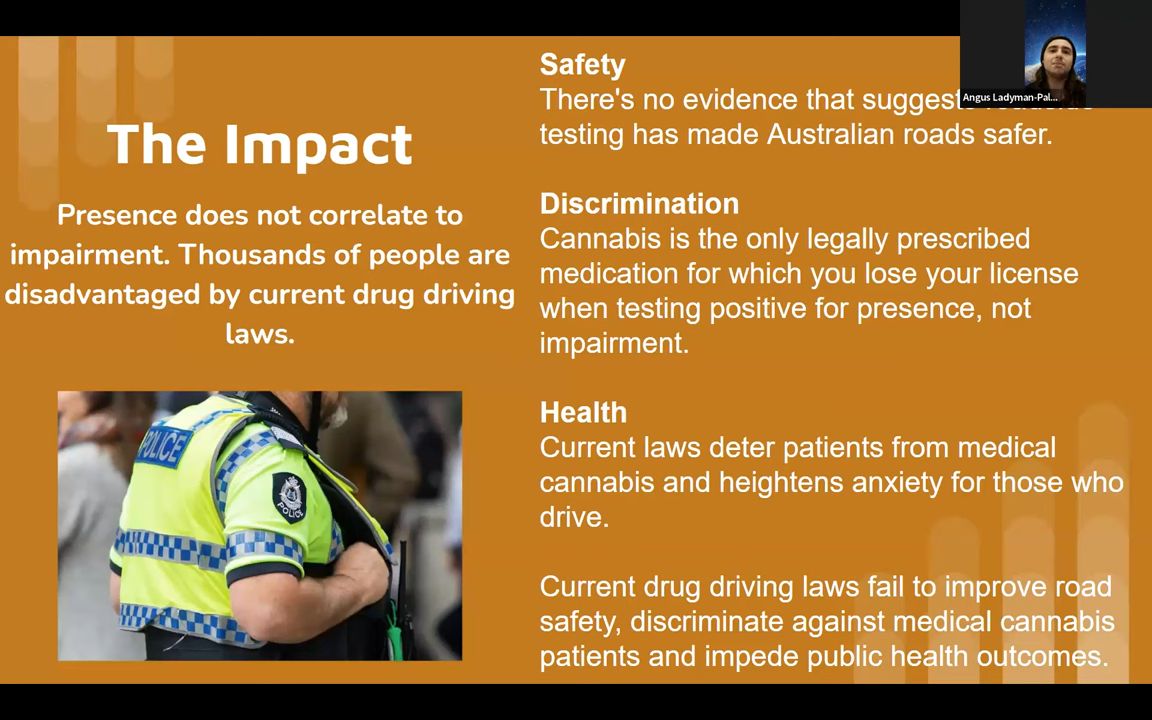 The Impact
Presence does not correlate to
impairment. Thousands of people are
disadvantaged by current drug driving
laws.
POLICE
POLICE
Safety
There's no evidence that suggests
testing has made Australian roads safer.
Discrimination
Cannabis is the only legally prescribed
medication for which you lose your license
when testing positive for presence, not
impairment.
Health
Current laws deter patients from medical
cannabis and heightens anxiety for those who
drive.
Current drug driving laws fail to improve road
safety, discriminate against medical cannabis
patients and impede public health outcomes.
Angus Ladyman-Pal...